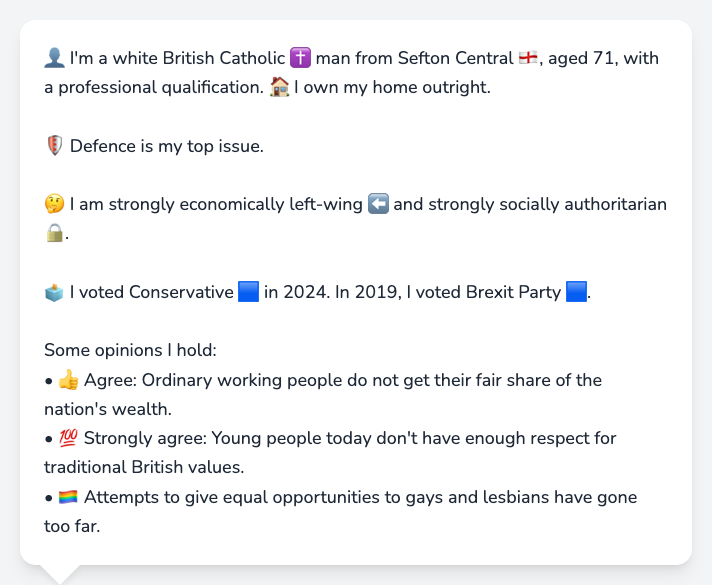 👤 I'm a white British Catholic ✝️ man from Sefton Central 🏴󠁧󠁢󠁥󠁮󠁧󠁿, aged 71, with
a professional qualification. 🏠 I own my home outright.
🛡️ Defence is my top issue.
🤔 I am strongly economically left-wing ⬅️ and strongly socially authoritarian
🔒.
🗳️ I voted Conservative 🟦 in 2024. In 2019, I voted Brexit Party 🟦.
Some opinions I hold:
• 👍 Agree: Ordinary working people do not get their fair share of the
nation's wealth.
• 💯 Strongly agree: Young people today don't have enough respect for
traditional British values.
• 🏳️‍🌈 Attempts to give equal opportunities to gays and lesbians have gone
too far.